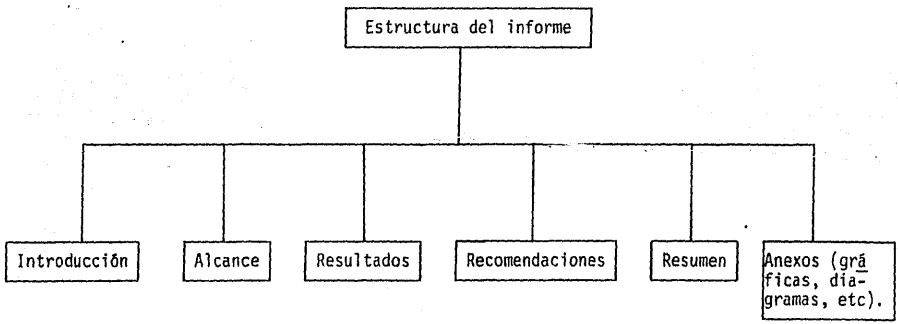 Estructura del informe
Introducción
Alcance
Resultados
Recomendaciones
Resumen
Anexos (grá
ficas, dia-
gramas, etc).